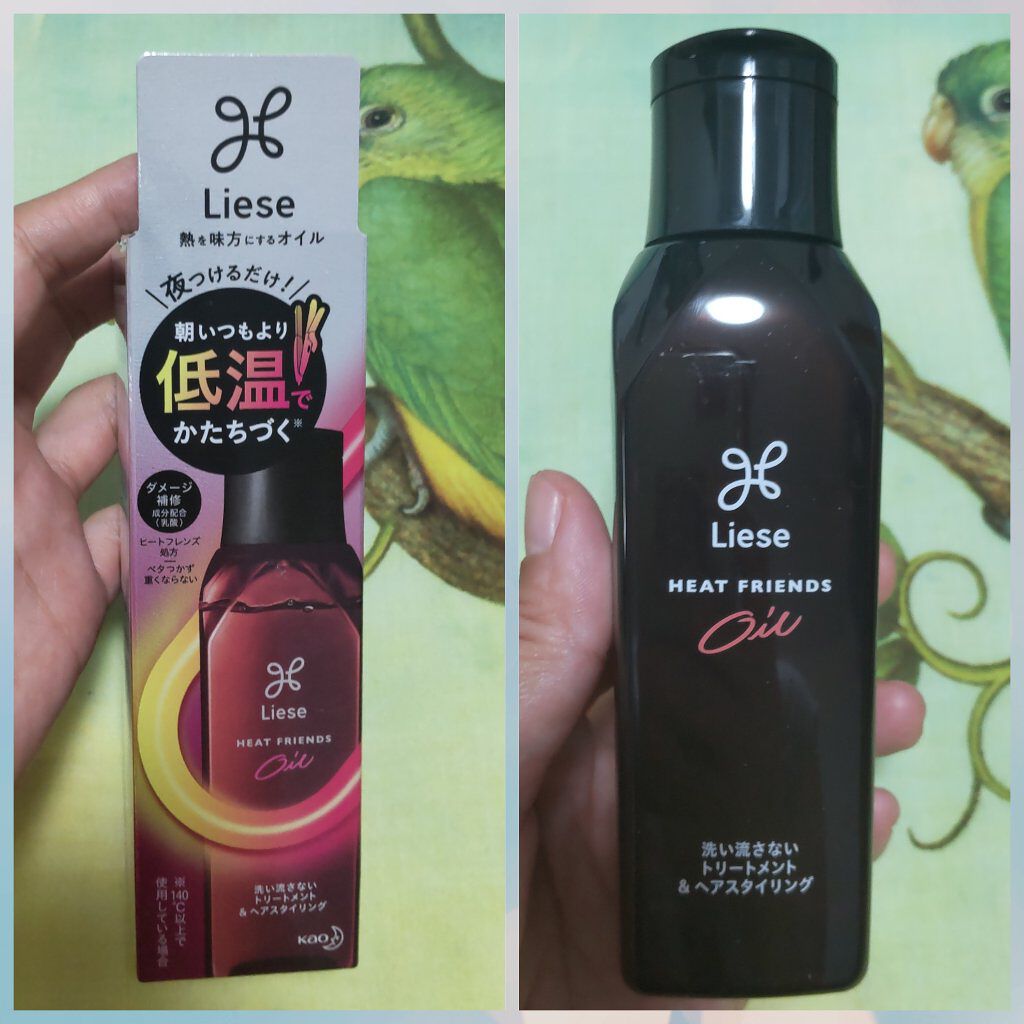 Liese
熱を味方にするオイル
夜つけるだけ!
朝いつもより
低温で
かたちづく※
ダメージ
補修
成分配合
(乳酸)
ヒートフレンズ
処方
ベタつかず
重くならない
Liese
HEAT FRIENDS
Oil
洗い流さない
トリートメント
& ヘアスタイリング
※140℃以上で
使用している場合
Kao
Liese
HEAT FRIENDS
Oil
洗い流さない
トリートメント
& ヘアスタイリング